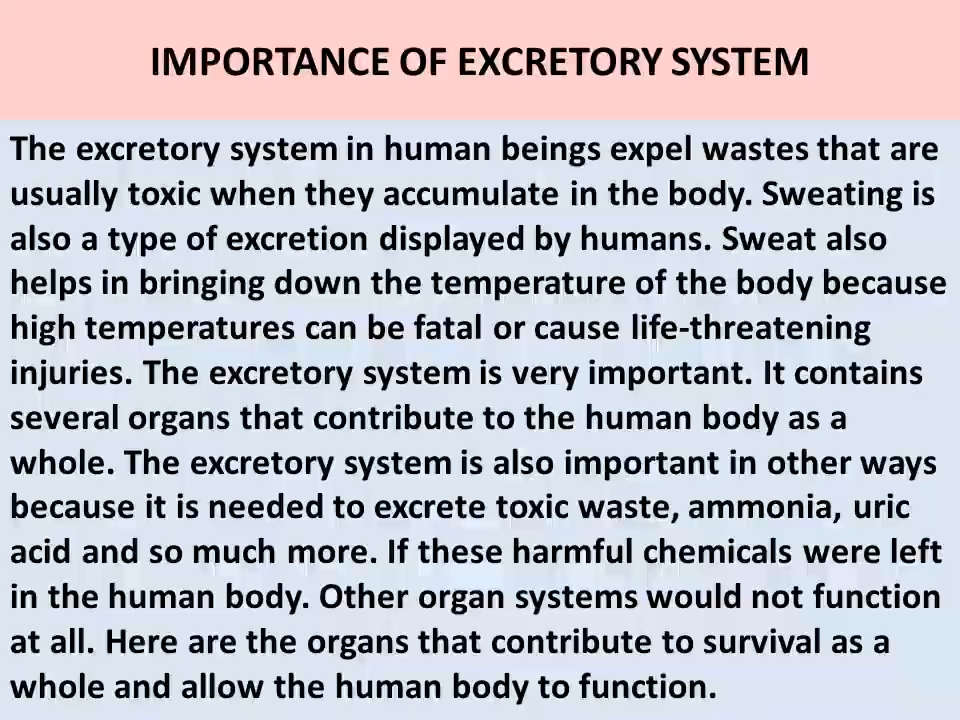 IMPORTANCE OF EXCRETORY SYSTEM
The excretory system in human beings expel wastes that are
usually toxic when they accumulate in the body. Sweating is
also a type of excretion displayed by humans. Sweat also
helps in bringing down the temperature of the body because
high temperatures can be fatal or cause life-threatening
injuries. The excretory system is very important. It contains
several organs that contribute to the human body as a
whole. The excretory system is also important in other ways
because it is needed to excrete toxic waste, ammonia, uric
acid and so much more. If these harmful chemicals were left
in the human body. Other organ systems would not function
at all. Here are the organs that contribute to survival as a
whole and allow the human body to function.